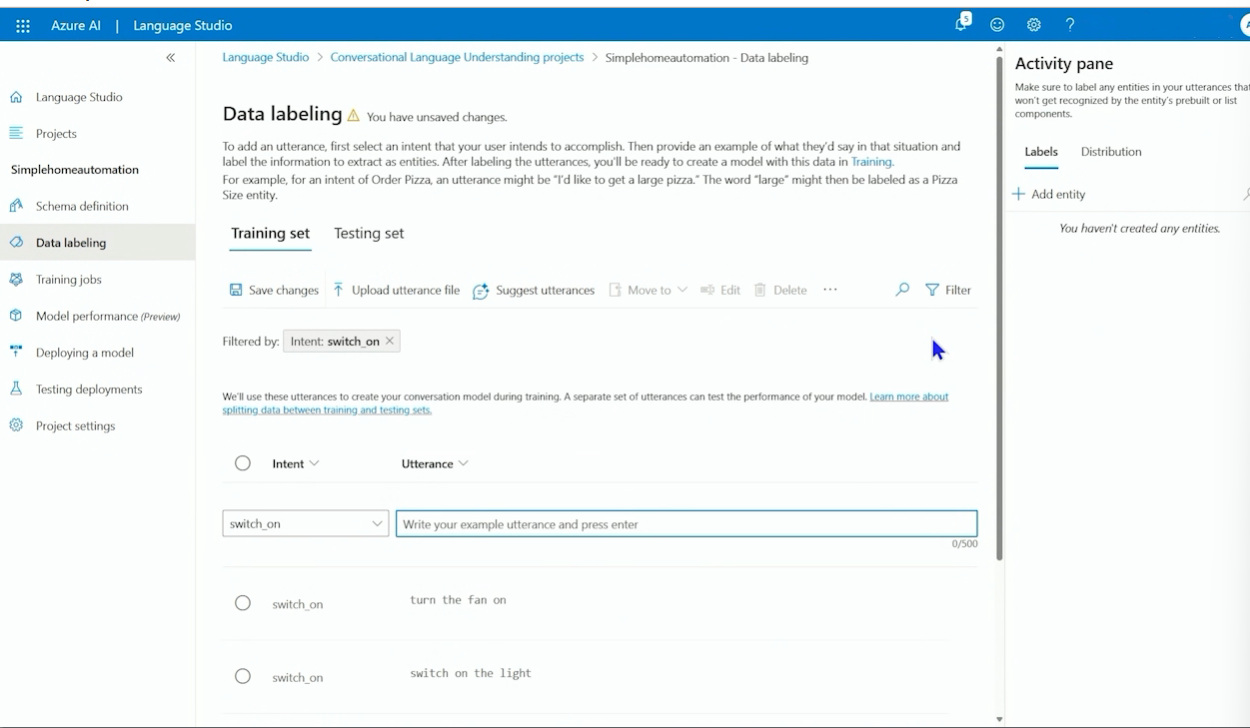 Azure AI | Language Studio
5
Language Studio > Conversational Language Understanding projects > Simplehomeautomation - Data labeling
Language Studio
Projects
Simplehomeautomation
Schema definition
Data labeling
Training jobs
Model performance (Preview)
Deploying a model
Testing deployments
Project settings
Data labeling You have unsaved changes.
To add an utterance, first select an intent that your user intends to accomplish. Then provide an example of what they'd say in that situation and
label the information to extract as entities. After labeling the utterances, you'll be ready to create a model with this data in Training.
For example, for an intent of Order Pizza, an utterance might be "I'd like to get a large pizza." The word "large" might then be labeled as a Pizza
Size entity.
Training set Testing set
Save changes Upload utterance file Suggest utterances Move to Edit Delete ... Filter
Filtered by: Intent: switch_on
We'll use these utterances to create your conversation model during training. A separate set of utterances can test the performance of your model. Learn more about
splitting data between training and testing sets.
Intent Utterance
switch_on Write your example utterance and press enter
0/500
switch_on turn the fan on
switch_on switch on the light
Activity pane
Make sure to label any entities in your utterances that
won't get recognized by the entity's prebuilt or list
components.
Labels Distribution
+ Add entity
You haven't created any entities.